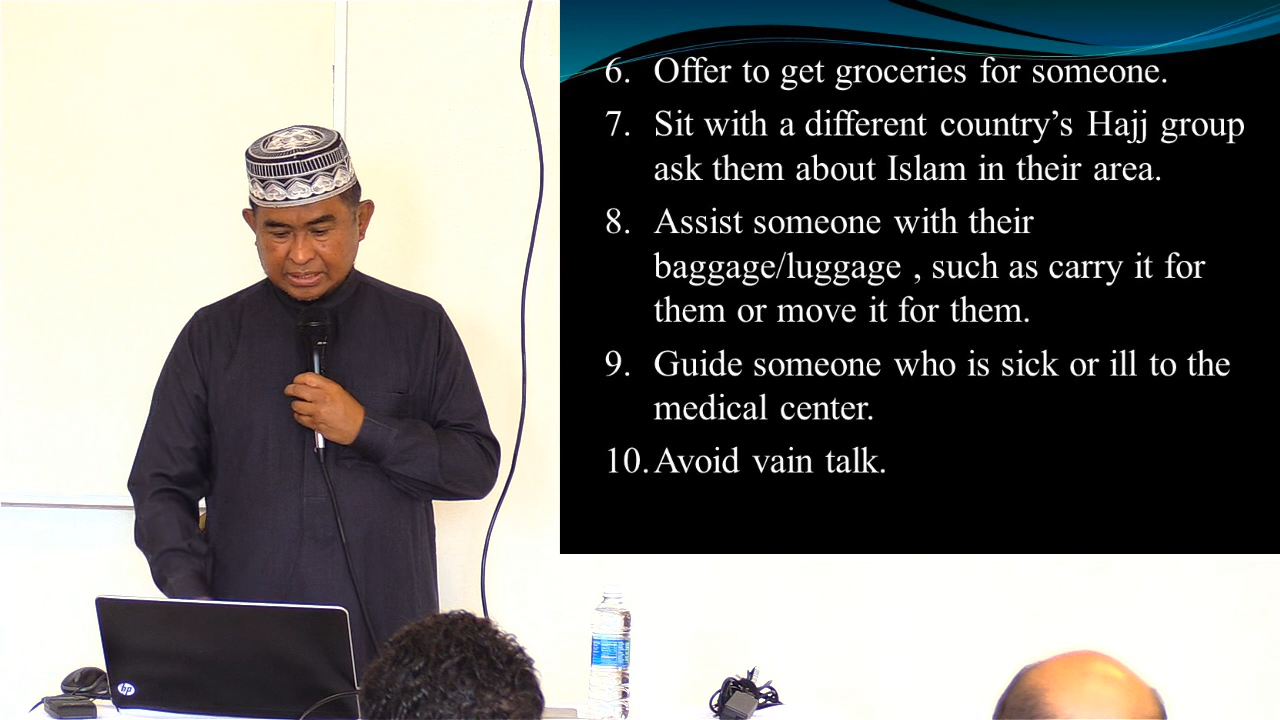 6. Offer to get groceries for someone.
7. Sit with a different country’s Hajj group
ask them about Islam in their area.
8. Assist someone with their
baggage/luggage , such as carry it for
them or move it for them.
9. Guide someone who is sick or ill to the
medical center.
10. Avoid vain talk.
hp